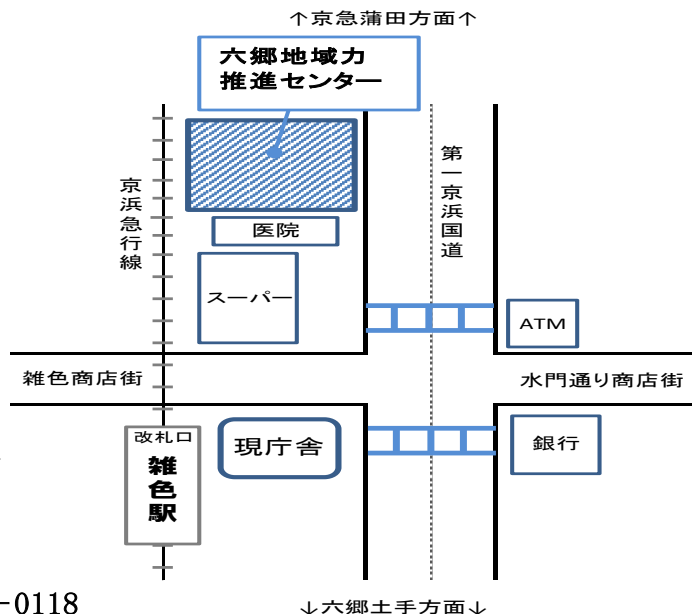 ↑京急蒲田方面↑
六郷地域力
推進センター
京浜急行線
第一京浜国道
医院
スーパー
ATM
雑色商店街
水門通り商店街
改札口
雑色駅
現庁舎
銀行
-0118
↓六郷土手方面↓